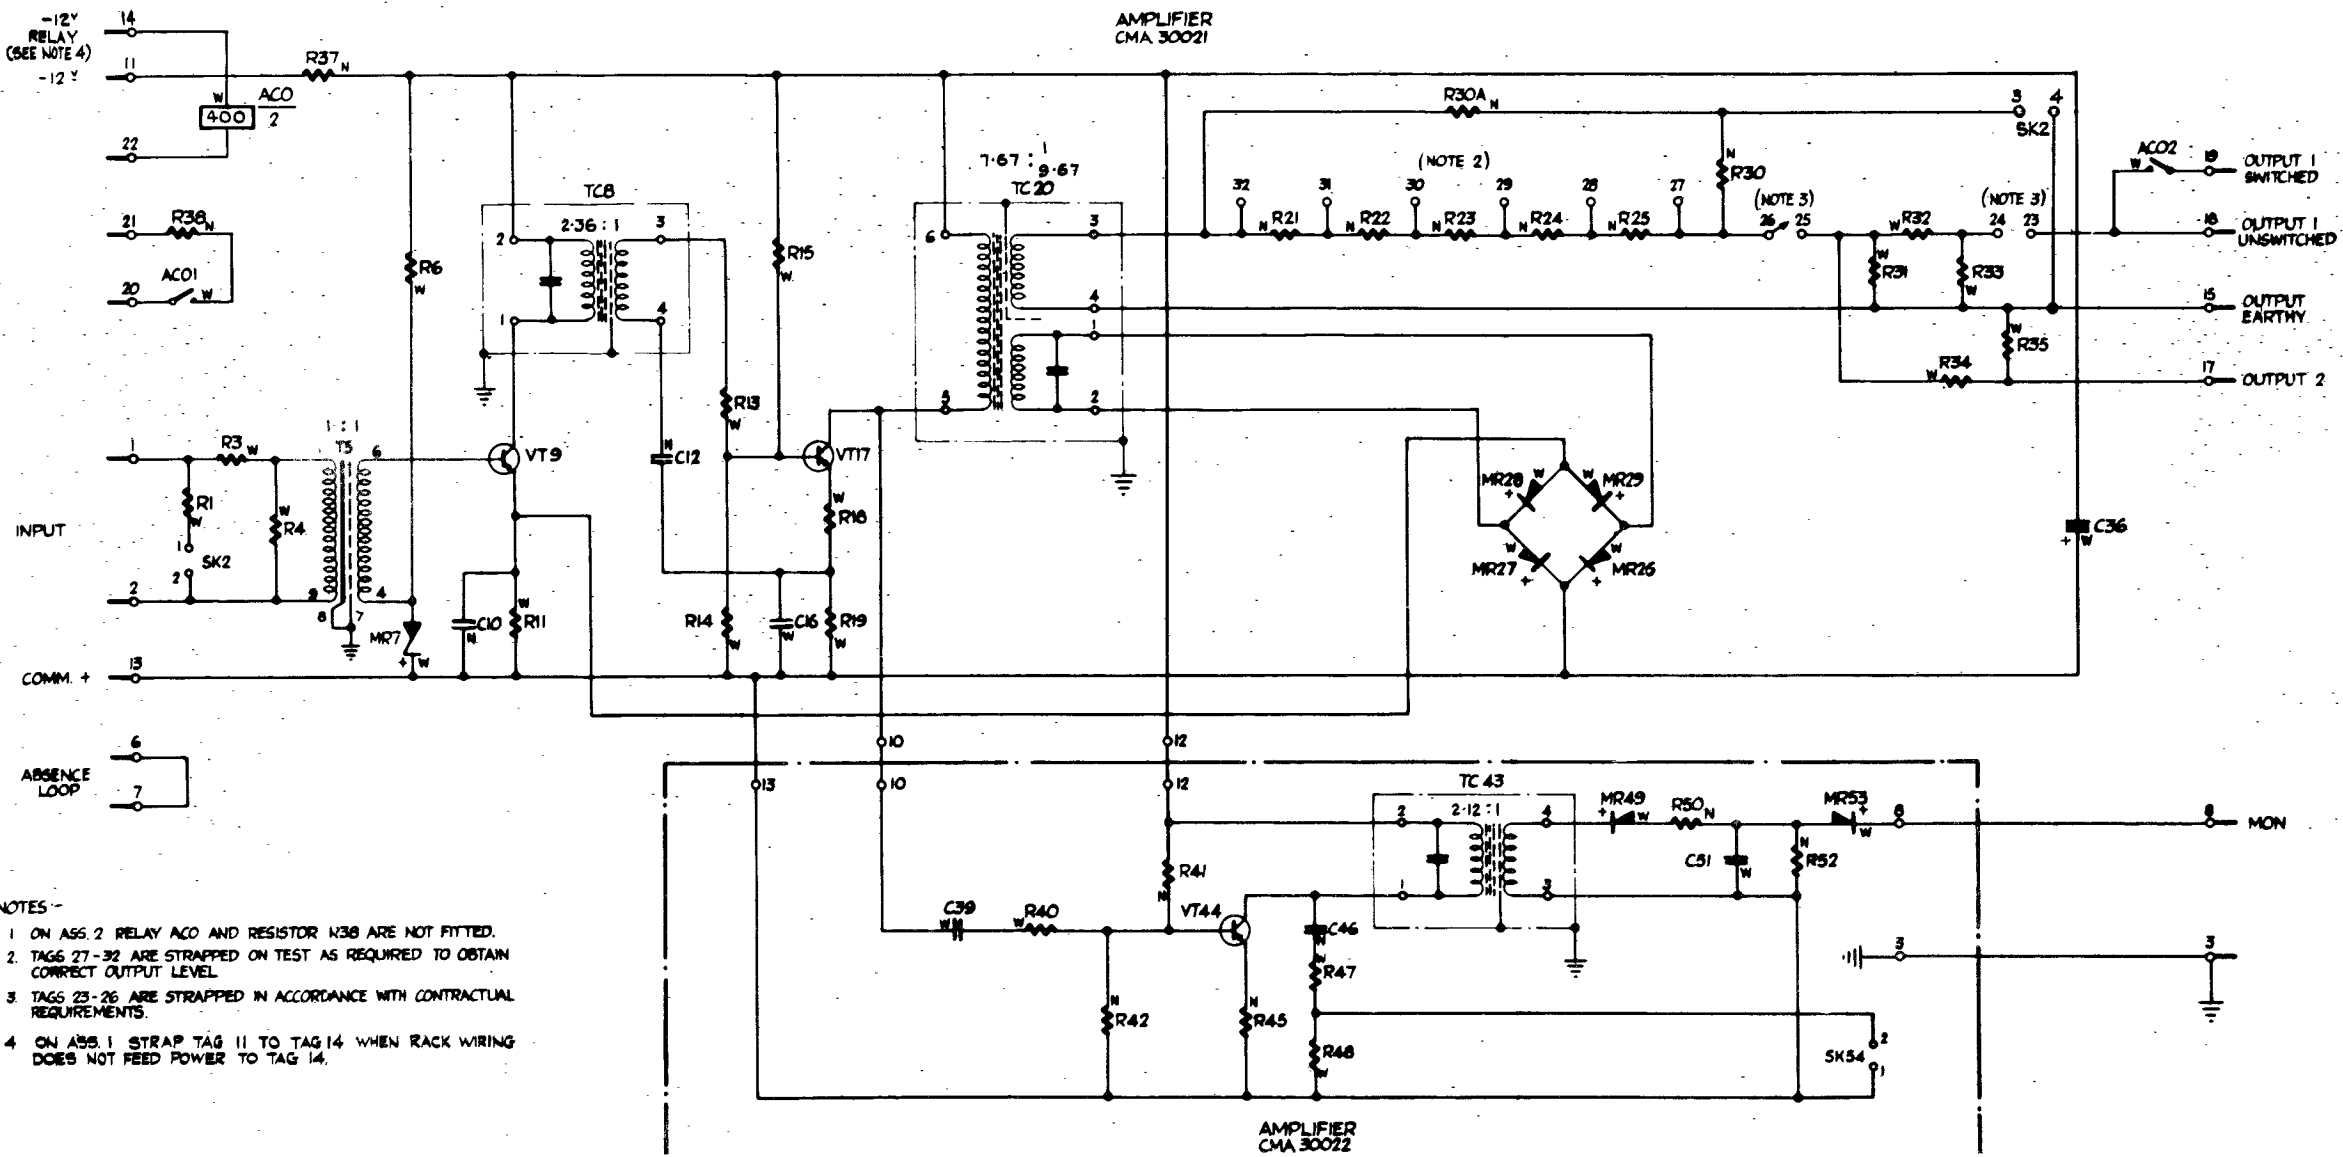 AMPLIFIER
CMA 30021
-12V
RELAY
(SEE NOTE 4)
14
-12V
11
R37 N
W
400
ACO
2
22
21
R38 N
20
ACO1
W
R6
W
1
R3 W
R1
W
R4
W
1
SK2
2
INPUT
2
1 : 1
T5
6
9
8
7
4
MR7
+ W
COMM. +
13
6
ABSENCE
LOOP
7
TC8
2·36 : 1
2
3
1
4
VT9
C10
N
W
R11
R13
W
N
C12
R14
W
R15
W
VT17
W
R18
C16
W
R19
W
7·67 : 1
9·67
TC20
6
3
4
1
5
2
R30A N
3
4
SK2
(NOTE 2)
32
31
30
29
28
27
N R21
N R22
N R23
N R24
N R25
N
R30
(NOTE 3)
26
25
W R32
W
R31
R33
W
(NOTE 3)
24
23
ACO2
W
19
OUTPUT 1
SWITCHED
18
OUTPUT 1
UNSWITCHED
15
OUTPUT
EARTHY
W
R35
R34
W
17
OUTPUT 2
MR28
W
+
W
MR29
+
W
MR27
+
W
MR26
+
C36
+ W
10
12
13
10
12
TC43
2·12 : 1
2
4
1
3
MR49
+ W
R50 N
C51
W
N
R52
MR53
+
W
8
8
MON
C39
W
R40
W
R41
N
VT44
N
R42
N
R45
C46
N
W
R47
R48
W
3
3
2
SK54
1
NOTES:-
1 ON ASS. 2 RELAY ACO AND RESISTOR R38 ARE NOT FITTED.
2. TAGS 27-32 ARE STRAPPED ON TEST AS REQUIRED TO OBTAIN
CORRECT OUTPUT LEVEL
3. TAGS 23-26 ARE STRAPPED IN ACCORDANCE WITH CONTRACTUAL
REQUIREMENTS.
4 ON ASS. 1 STRAP TAG 11 TO TAG 14 WHEN RACK WIRING
DOES NOT FEED POWER TO TAG 14.
AMPLIFIER
CMA 30022